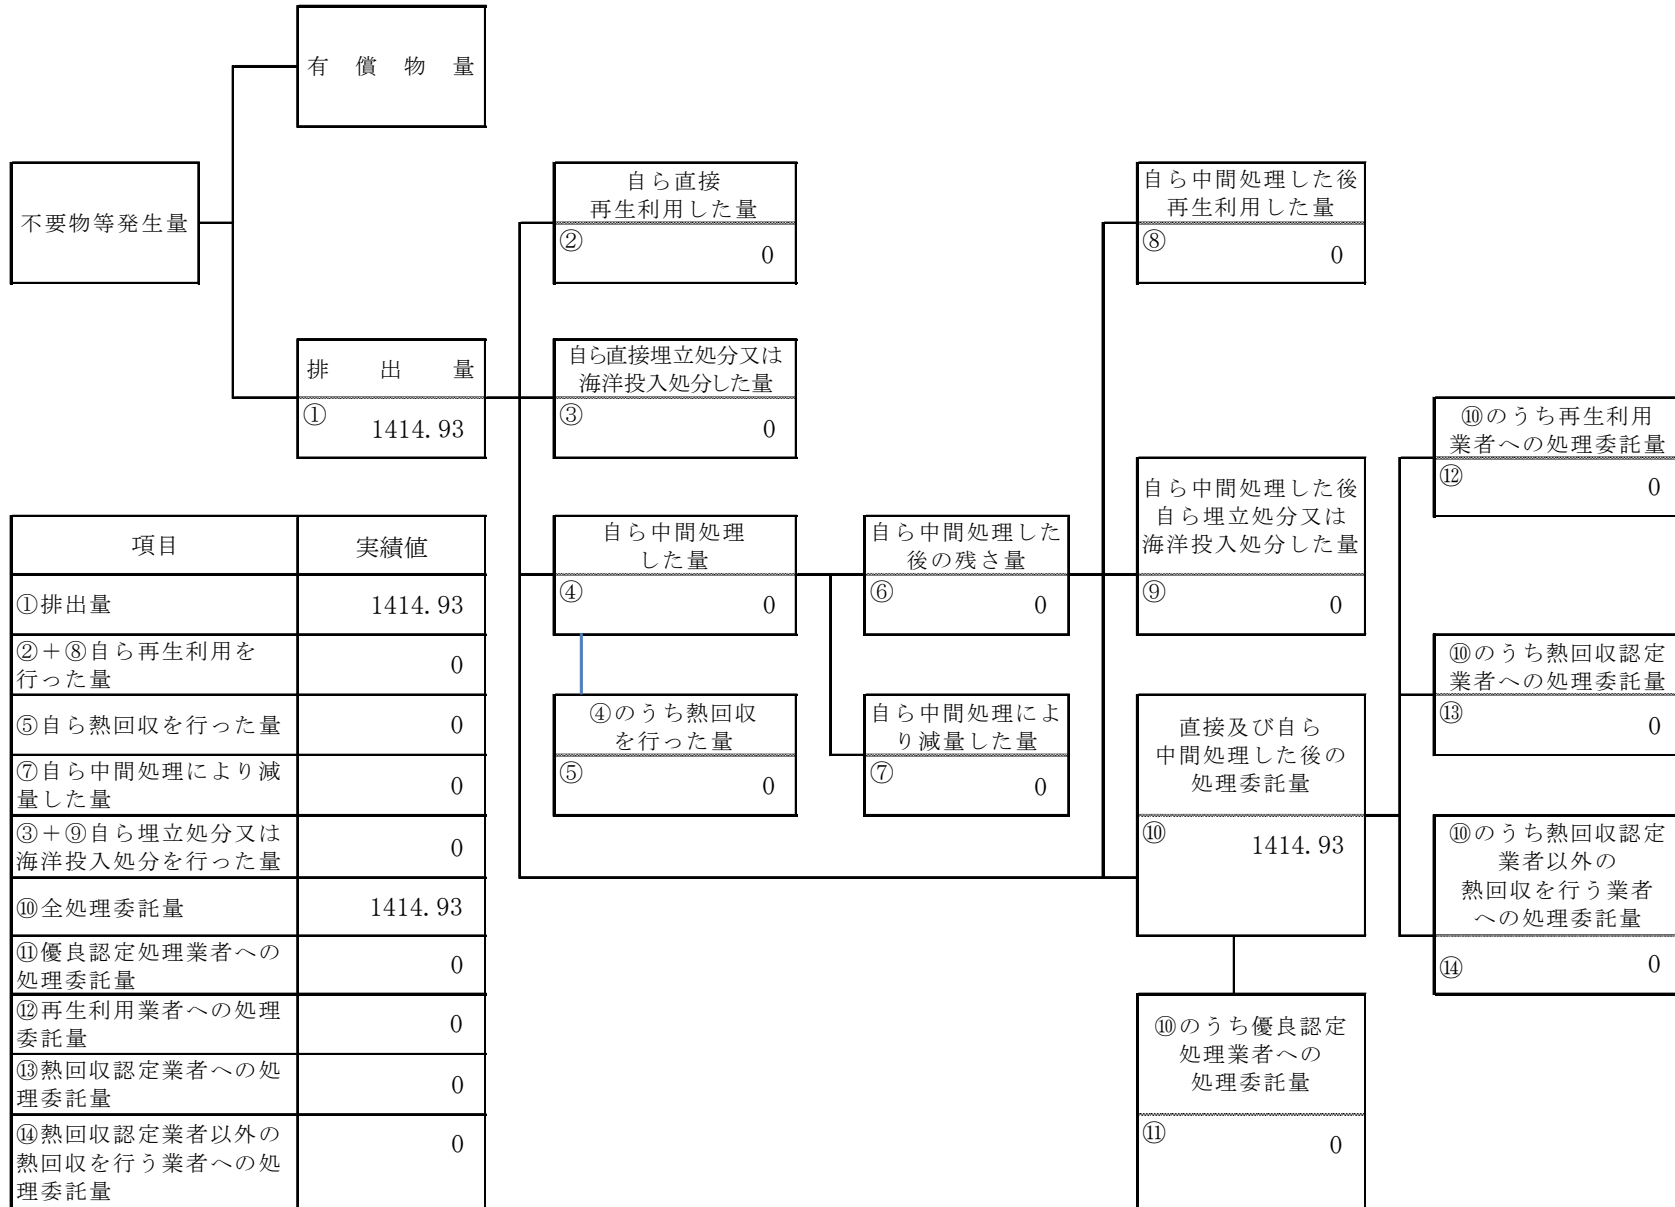 有償物量
不要物等発生量
排出量
①
1414.93
自ら直接
再生利用した量
②
0
自ら直接埋立処分又は
海洋投入処分した量
③
0
自ら中間処理
した量
④
0
④のうち熱回収
を行った量
⑤
0
自ら中間処理した
後の残さ量
⑥
0
自ら中間処理によ
り減量した量
⑦
0
自ら中間処理した後
再生利用した量
⑧
0
自ら中間処理した後
自ら埋立処分又は
海洋投入処分した量
⑨
0
直接及び自ら
中間処理した後の
処理委託量
⑩
1414.93
⑩のうち優良認定
処理業者への
処理委託量
⑪
0
⑩のうち再生利用
業者への処理委託量
⑫
0
⑩のうち熱回収認定
業者への処理委託量
⑬
0
⑩のうち熱回収認定
業者以外の
熱回収を行う業者
への処理委託量
⑭
0
項目 実績値
①排出量 1414.93
②＋⑧自ら再生利用を
行った量 0
⑤自ら熱回収を行った量 0
⑦自ら中間処理により減
量した量 0
③＋⑨自ら埋立処分又は
海洋投入処分を行った量 0
⑩全処理委託量 1414.93
⑪優良認定処理業者への
処理委託量 0
⑫再生利用業者への処理
委託量 0
⑬熱回収認定業者への処
理委託量 0
⑭熱回収認定業者以外の
熱回収を行う業者への処
理委託量 0